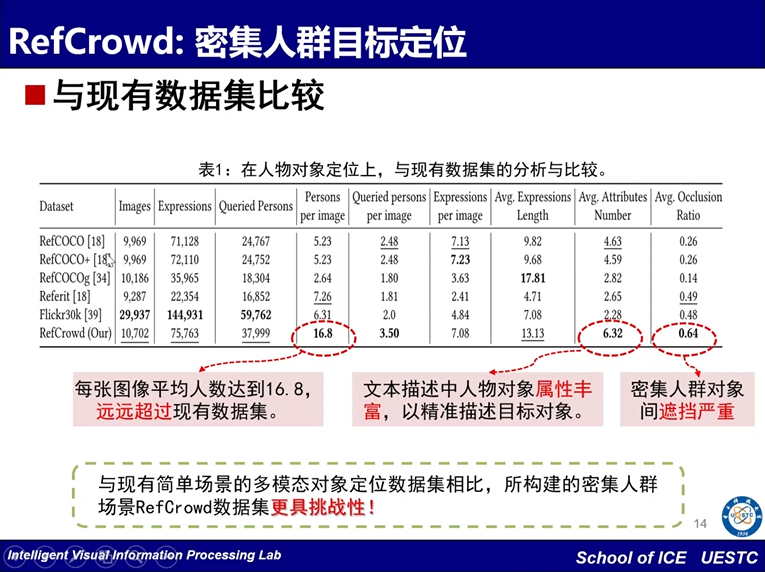 RefCrowd: 密集人群目标定位
与现有数据集比较
表1: 在人物对象定位上，与现有数据集的分析与比较。
Dataset Images Expressions Queried Persons Persons per image Queried persons per image Expressions per image Avg. Expressions Length Avg. Attributes Number Avg. Occlusion Ratio
RefCOCO [18] 9,969 71,128 24,767 5.23 2.48 7.13 9.82 4.63 0.26
RefCOCO+ [18] 9,969 72,110 24,752 5.23 2.48 7.23 9.68 4.59 0.26
RefCOCOg [34] 10,186 35,965 18,304 2.64 1.80 3.63 17.81 2.82 0.14
Referit [18] 9,287 22,354 16,852 7.26 1.81 2.41 4.71 2.65 0.49
Flickr30k [39] 29,937 144,931 59,762 6.31 2.0 4.84 7.08 2.28 0.48
RefCrowd (Our) 10,702 75,763 37,999 16.8 3.50 7.08 13.13 6.32 0.64
每张图像平均人数达到16.8，
远远超过现有数据集。
文本描述中人物对象属性丰
富，以精准描述目标对象。
密集人群对象
间遮挡严重
与现有简单场景的多模态对象定位数据集相比，所构建的密集人群
场景RefCrowd数据集更具挑战性！
14
UESTC
1956
Intelligent Visual Information Processing Lab
School of ICE UESTC